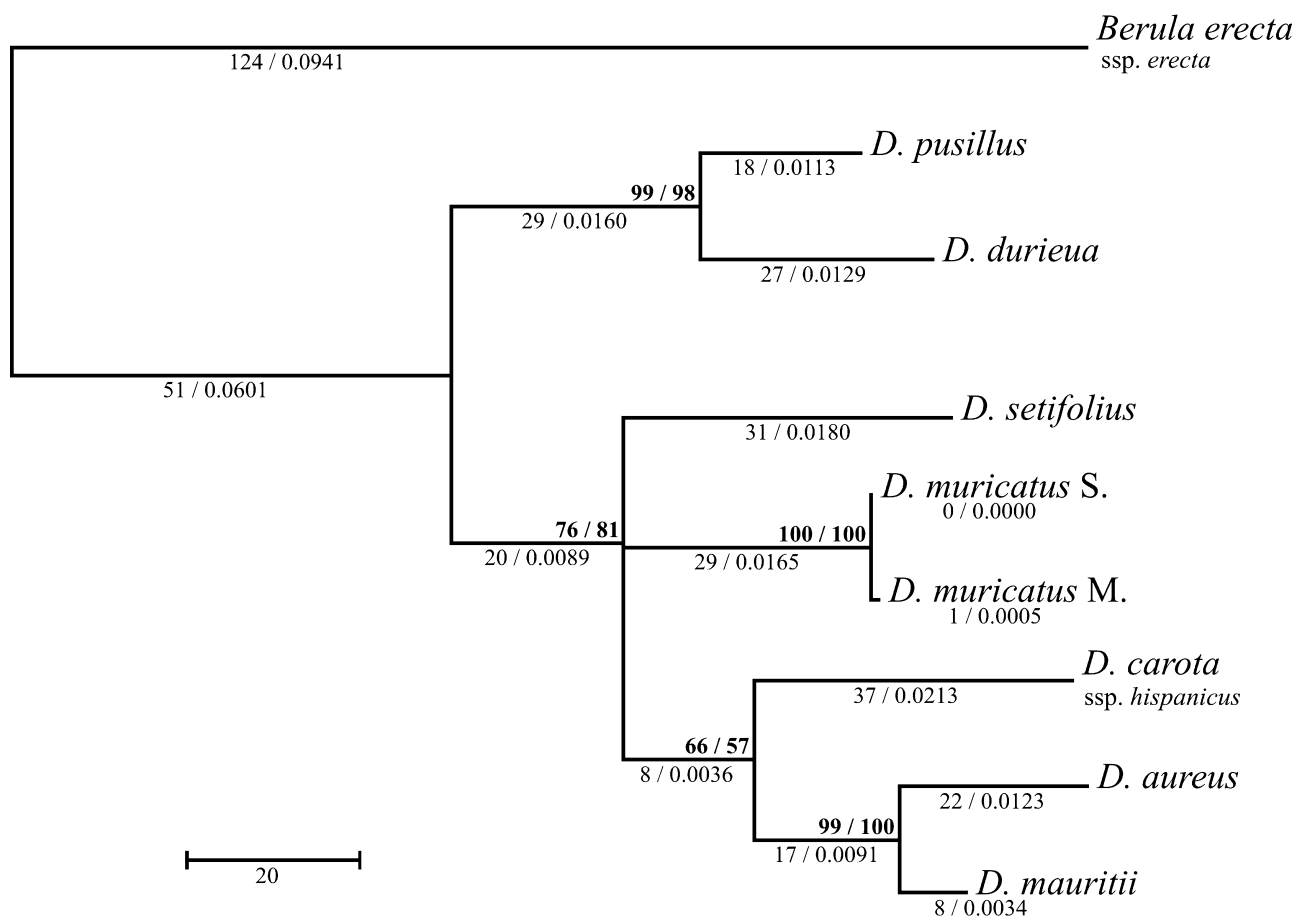 Berula erecta
ssp. erecta
124 / 0.0941
D. pusillus
18 / 0.0113
99 / 98
29 / 0.0160
D. durieua
27 / 0.0129
51 / 0.0601
D. setifolius
31 / 0.0180
D. muricatus S.
0 / 0.0000
76 / 81
20 / 0.0089
100 / 100
29 / 0.0165
D. muricatus M.
1 / 0.0005
D. carota
ssp. hispanicus
37 / 0.0213
66 / 57
8 / 0.0036
D. aureus
22 / 0.0123
99 / 100
17 / 0.0091
D. mauritii
8 / 0.0034
20